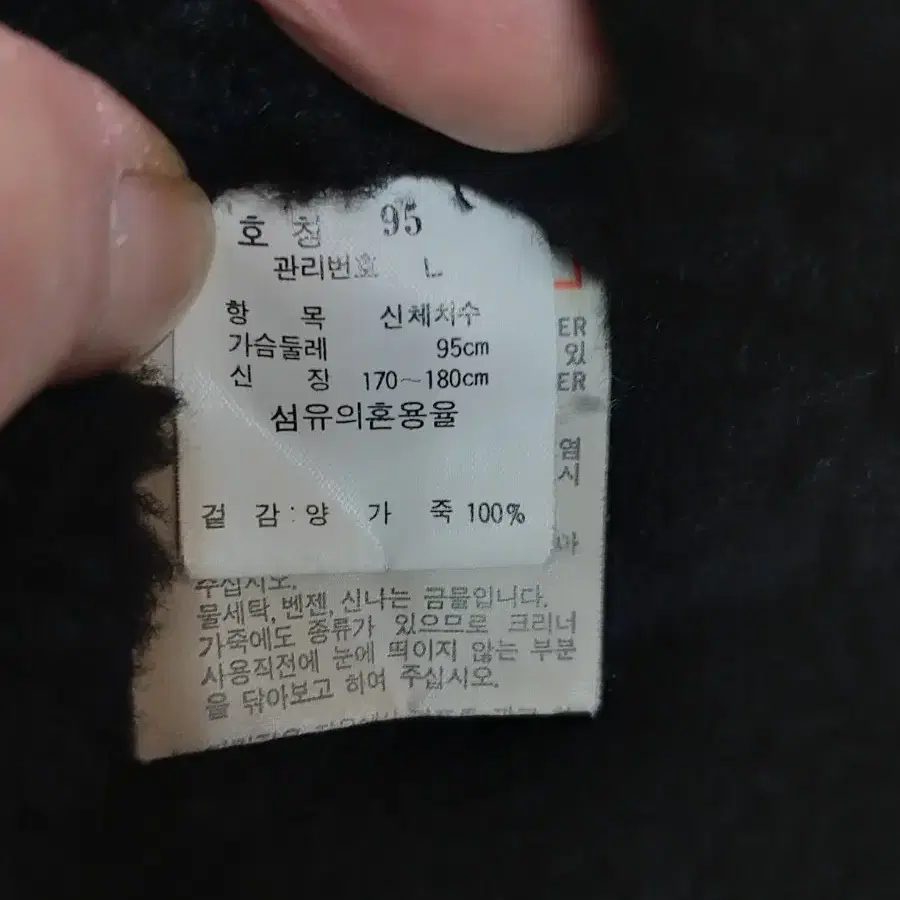 호 칭 95
관리번호 L
항 목 신체치수
가슴둘레 95cm
신 장 170~180cm
섬유의혼용율
겉 감 : 양 가 죽 100%
ER
있
ER
염
시
마
주십시오.
물세탁, 벤젠, 신나는 금물입니다.
가죽에도 종류가 있으므로 크리너
사용직전에 눈에 띄이지 않는 부분
을 닦아보고 하여 주십시오.